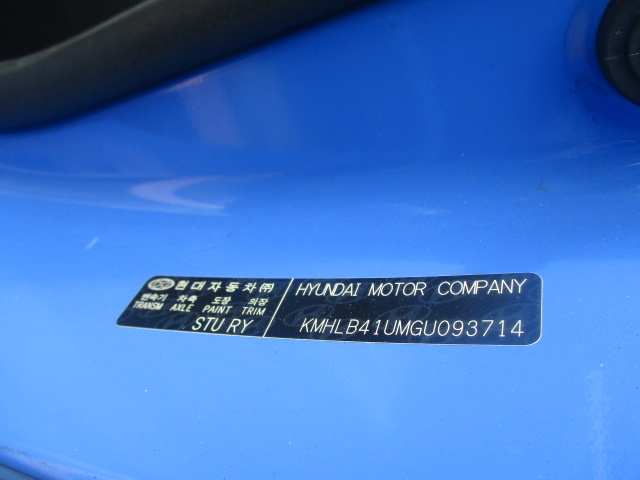 현대자동차㈜
변속기 차축 도장 의장
TRANSM AXLE PAINT TRIM
STU RY
HYUNDAI MOTOR COMPANY
KMHLB41UMGU093714